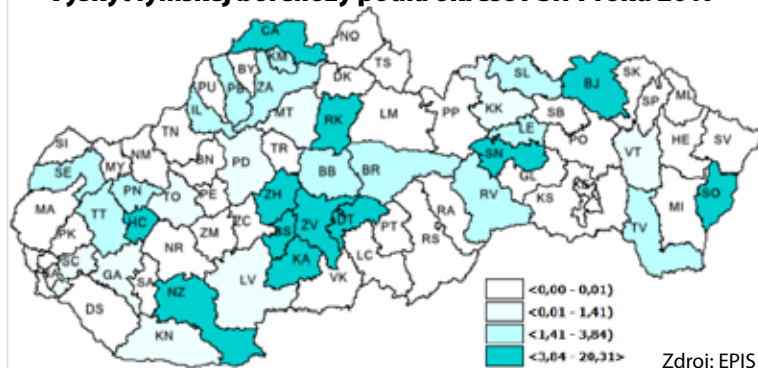 Výskyt lymskej boreliózy podľa okresov SR v roku 2017
CA
NO
TS
KM
BY
PU
PB
ZA
DK
IL
MT
RK
LM
PP
KK
SL
BJ
SK
SP
ML
SB
LE
PO
HE
SV
VT
SI
TN
SE
MY
NM
BN
PD
TR
BB
BR
SN
GL
RV
KS
SO
MI
TV
PN
TO
PE
ZH
MA
TT
HC
ZM
ZC
BS
ZV
DT
PT
RA
RS
PK
NR
KA
LC
VK
SC
GA
SA
LV
NZ
DS
KN
<0,00 - 0,01)
<0,01 - 1,41)
<1,41 - 3,84)
<3,84 - 20,31>
Zdroj: EPIS